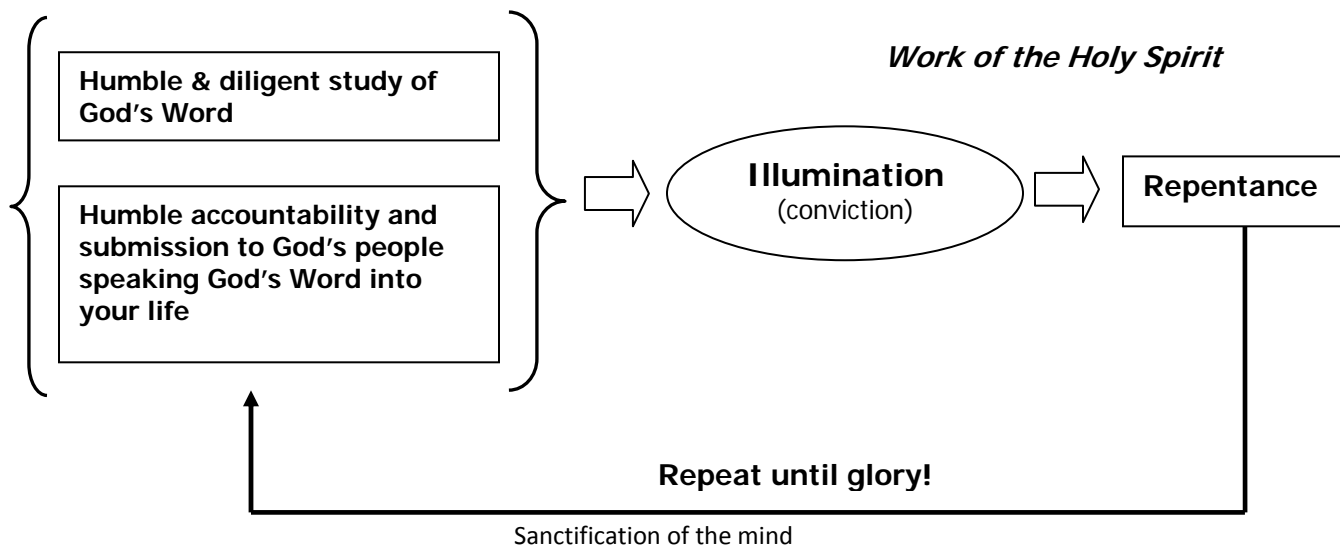 Work of the Holy Spirit
Humble & diligent study of
God’s Word
Humble accountability and
submission to God’s people
speaking God’s Word into
your life
Illumination
(conviction)
Repentance
Repeat until glory!
Sanctification of the mind